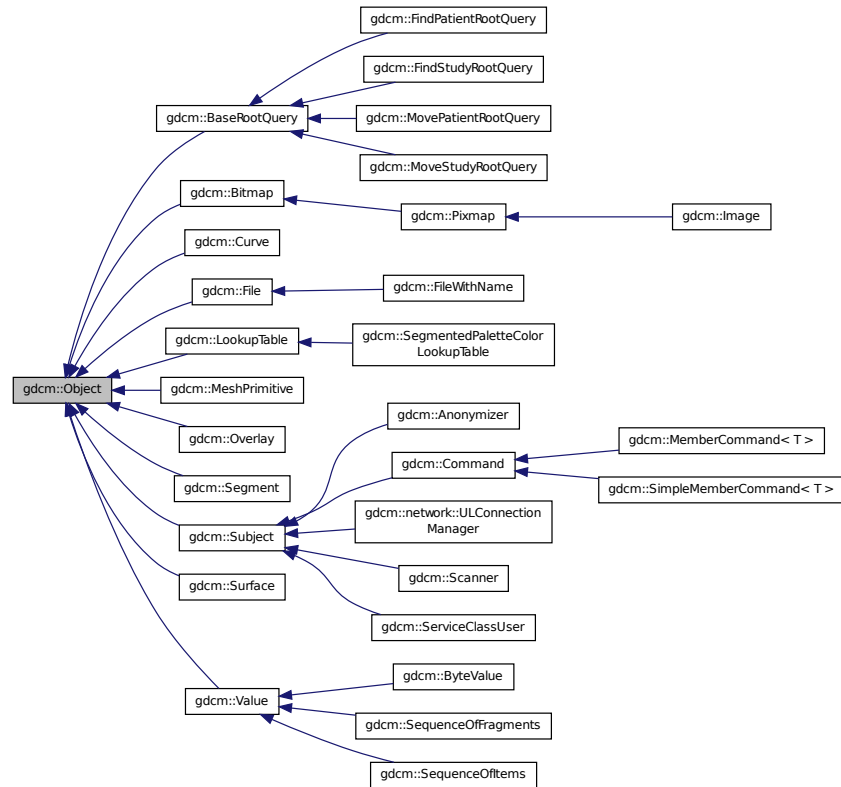 gdcm::FindPatientRootQuery
gdcm::FindStudyRootQuery
gdcm::BaseRootQuery
gdcm::MovePatientRootQuery
gdcm::MoveStudyRootQuery
gdcm::Bitmap
gdcm::Pixmap
gdcm::Image
gdcm::Curve
gdcm::File
gdcm::FileWithName
gdcm::LookupTable
gdcm::SegmentedPaletteColor
LookupTable
gdcm::Object
gdcm::MeshPrimitive
gdcm::Overlay
gdcm::Anonymizer
gdcm::Command
gdcm::MemberCommand< T >
gdcm::SimpleMemberCommand< T >
gdcm::Segment
gdcm::network::ULConnection
Manager
gdcm::Subject
gdcm::Scanner
gdcm::Surface
gdcm::ServiceClassUser
gdcm::ByteValue
gdcm::Value
gdcm::SequenceOfFragments
gdcm::SequenceOfItems